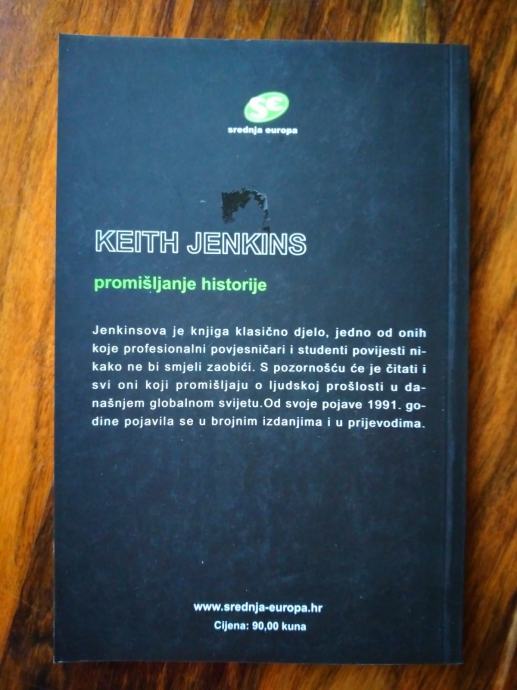 se
srednja europa
KEITH JENKINS
promišljanje historije
Jenkinsova je knjiga klasično djelo, jedno od onih
koje profesionalni povjesničari i studenti povijesti ni-
kako ne bi smjeli zaobići. S pozornošću će je čitati i
svi oni koji promišljaju o ljudskoj prošlosti u da-
našnjem globalnom svijetu.Od svoje pojave 1991. go-
dine pojavila se u brojnim izdanjima i u prijevodima.
www.srednja-europa.hr
Cijena: 90,00 kuna